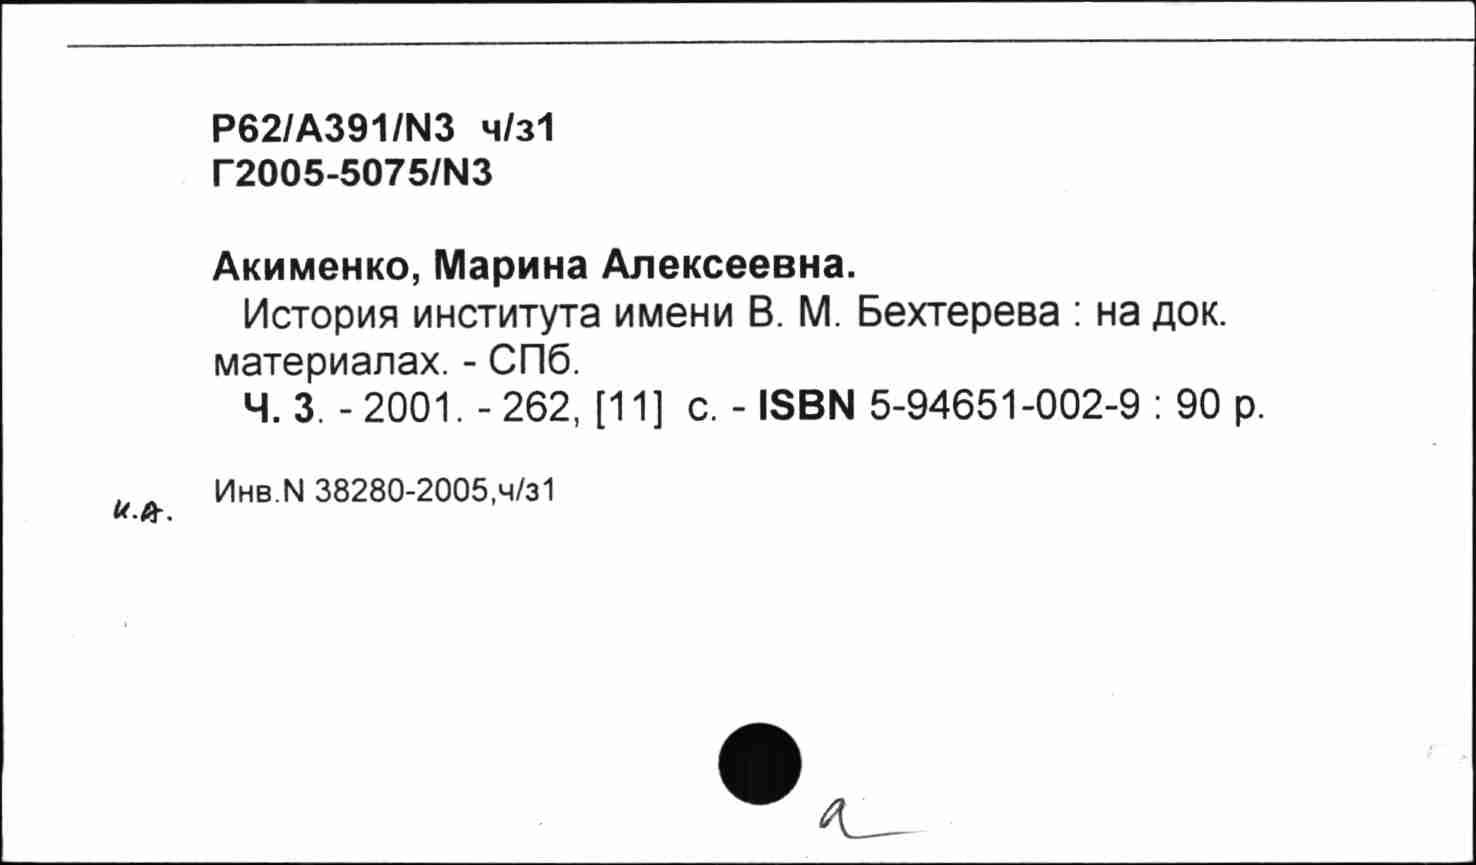 Р62/А391/N3 ч/з1
Г2005-5075/N3
Акименко, Марина Алексеевна.
История института имени В. М. Бехтерева : на док.
материалах. - СПб.
Ч. 3. - 2001. - 262, [11] с. - ISBN 5-94651-002-9 : 90 р.
Инв.N 38280-2005,ч/з1
к.А.
а